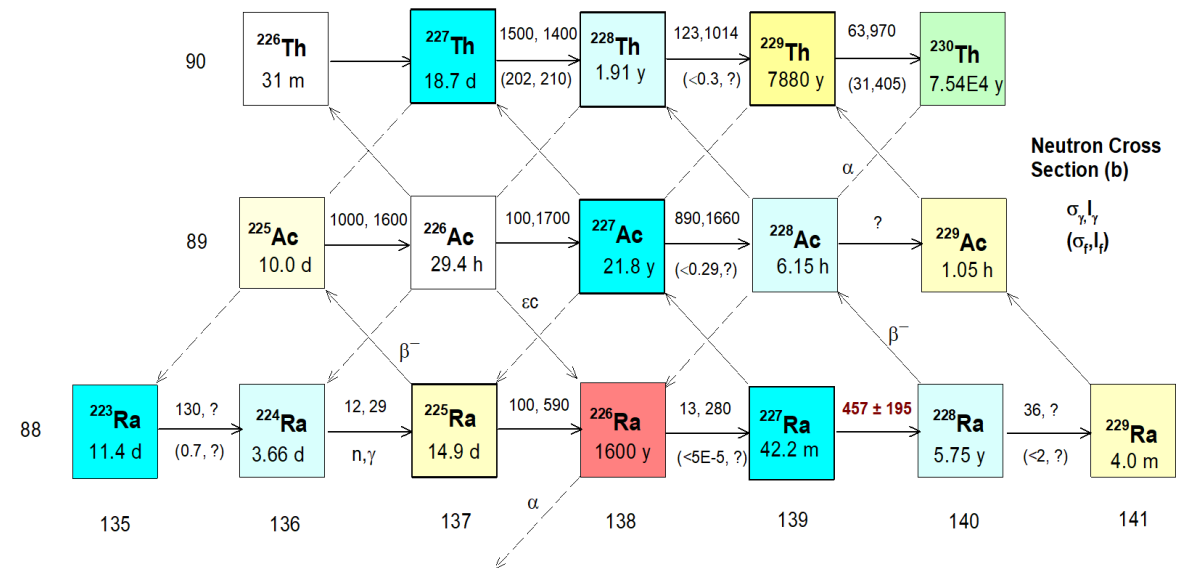 90
226Th
31 m
227Th
18.7 d
1500, 1400
(202, 210)
228Th
1.91 y
123,1014
(<0.3, ?)
229Th
7880 y
63,970
(31,405)
230Th
7.54E4 y
Neutron Cross
Section (b)
σγ,Iγ
(σf,If)
α
89
225Ac
10.0 d
1000, 1600
226Ac
29.4 h
100,1700
227Ac
21.8 y
890,1660
(<0.29,?)
228Ac
6.15 h
?
229Ac
1.05 h
εc
β−
β−
88
223Ra
11.4 d
130, ?
(0.7, ?)
224Ra
3.66 d
12, 29
n,γ
225Ra
14.9 d
100, 590
226Ra
1600 y
13, 280
(<5E-5, ?)
227Ra
42.2 m
457 ± 195
228Ra
5.75 y
36, ?
(<2, ?)
229Ra
4.0 m
α
135
136
137
138
139
140
141